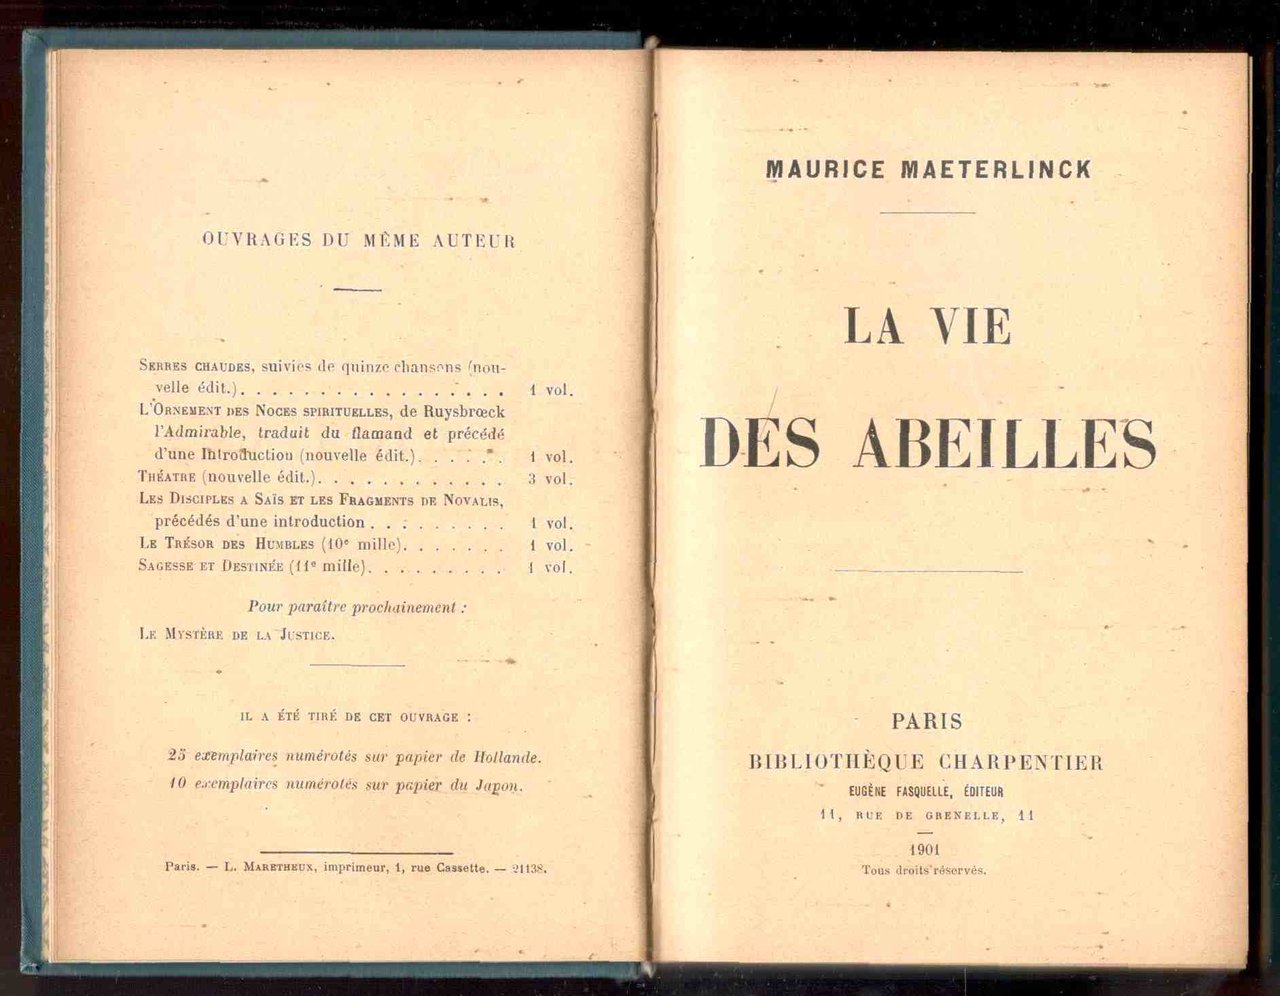 OUVRAGES DU MÊME AUTEUR
SERRES CHAUDES, suivies de quinze chansons (nou-
velle édit.). . . . . . . . . . . . . . . . . 1 vol.
L'ORNEMENT DES NOCES SPIRITUELLES, de Ruysbrœck
l'Admirable, traduit du flamand et précédé
d'une Introduction (nouvelle édit.). . . . . . 1 vol.
THÉATRE (nouvelle édit.). . . . . . . . . . . . 3 vol.
LES DISCIPLES A SAÏS ET LES FRAGMENTS DE NOVALIS,
précédés d'une introduction . . . . . . . . . 1 vol.
LE TRÉSOR DES HUMBLES (10e mille). . . . . . . 1 vol.
SAGESSE ET DESTINÉE (11e mille). . . . . . . . . 1 vol.
Pour paraître prochainement :
LE MYSTÈRE DE LA JUSTICE.
IL A ÉTÉ TIRÉ DE CET OUVRAGE :
25 exemplaires numérotés sur papier de Hollande.
10 exemplaires numérotés sur papier du Japon.
Paris. — L. MARETHEUX, imprimeur, 1, rue Cassette. — 21138.
MAURICE MAETERLINCK
LA VIE
DES ABEILLES
PARIS
BIBLIOTHÈQUE CHARPENTIER
EUGÈNE FASQUELLE, ÉDITEUR
11, RUE DE GRENELLE, 11
1901
Tous droits réservés.